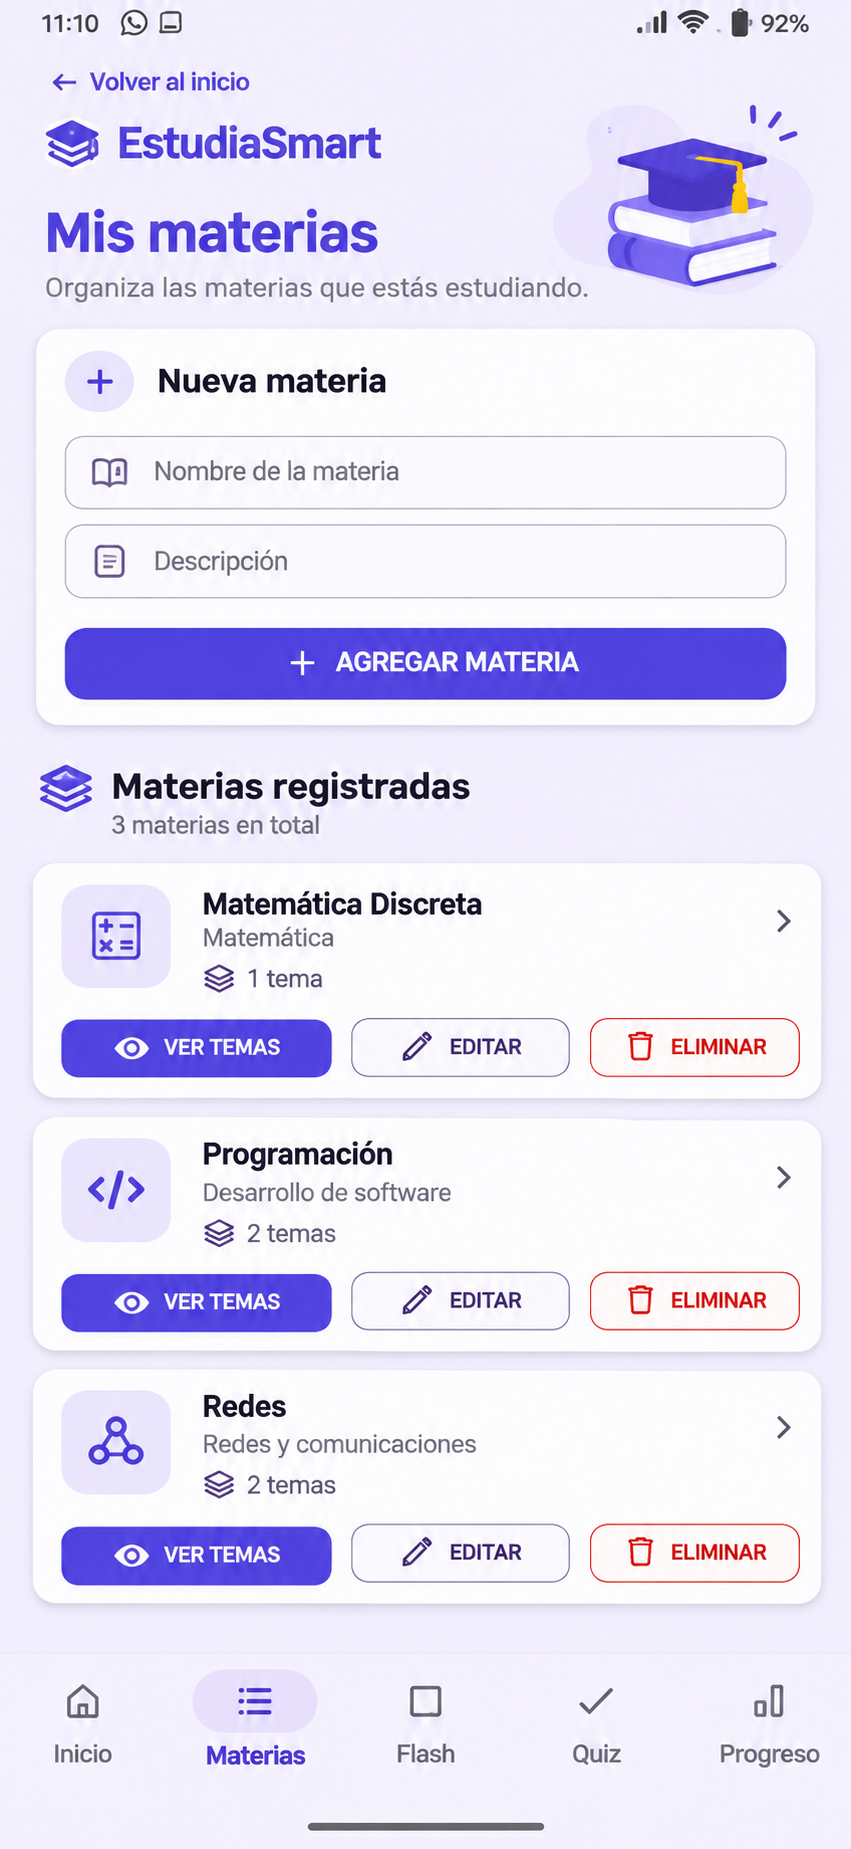 11:10
92%
← Volver al inicio
EstudiaSmart
Mis materias
Organiza las materias que estás estudiando.
+ Nueva materia
Nombre de la materia
Descripción
+ AGREGAR MATERIA
Materias registradas
3 materias en total
Matemática Discreta
Matemática
1 tema
VER TEMAS
EDITAR
ELIMINAR
Programación
Desarrollo de software
2 temas
VER TEMAS
EDITAR
ELIMINAR
Redes
Redes y comunicaciones
2 temas
VER TEMAS
EDITAR
ELIMINAR
Inicio
Materias
Flash
Quiz
Progreso